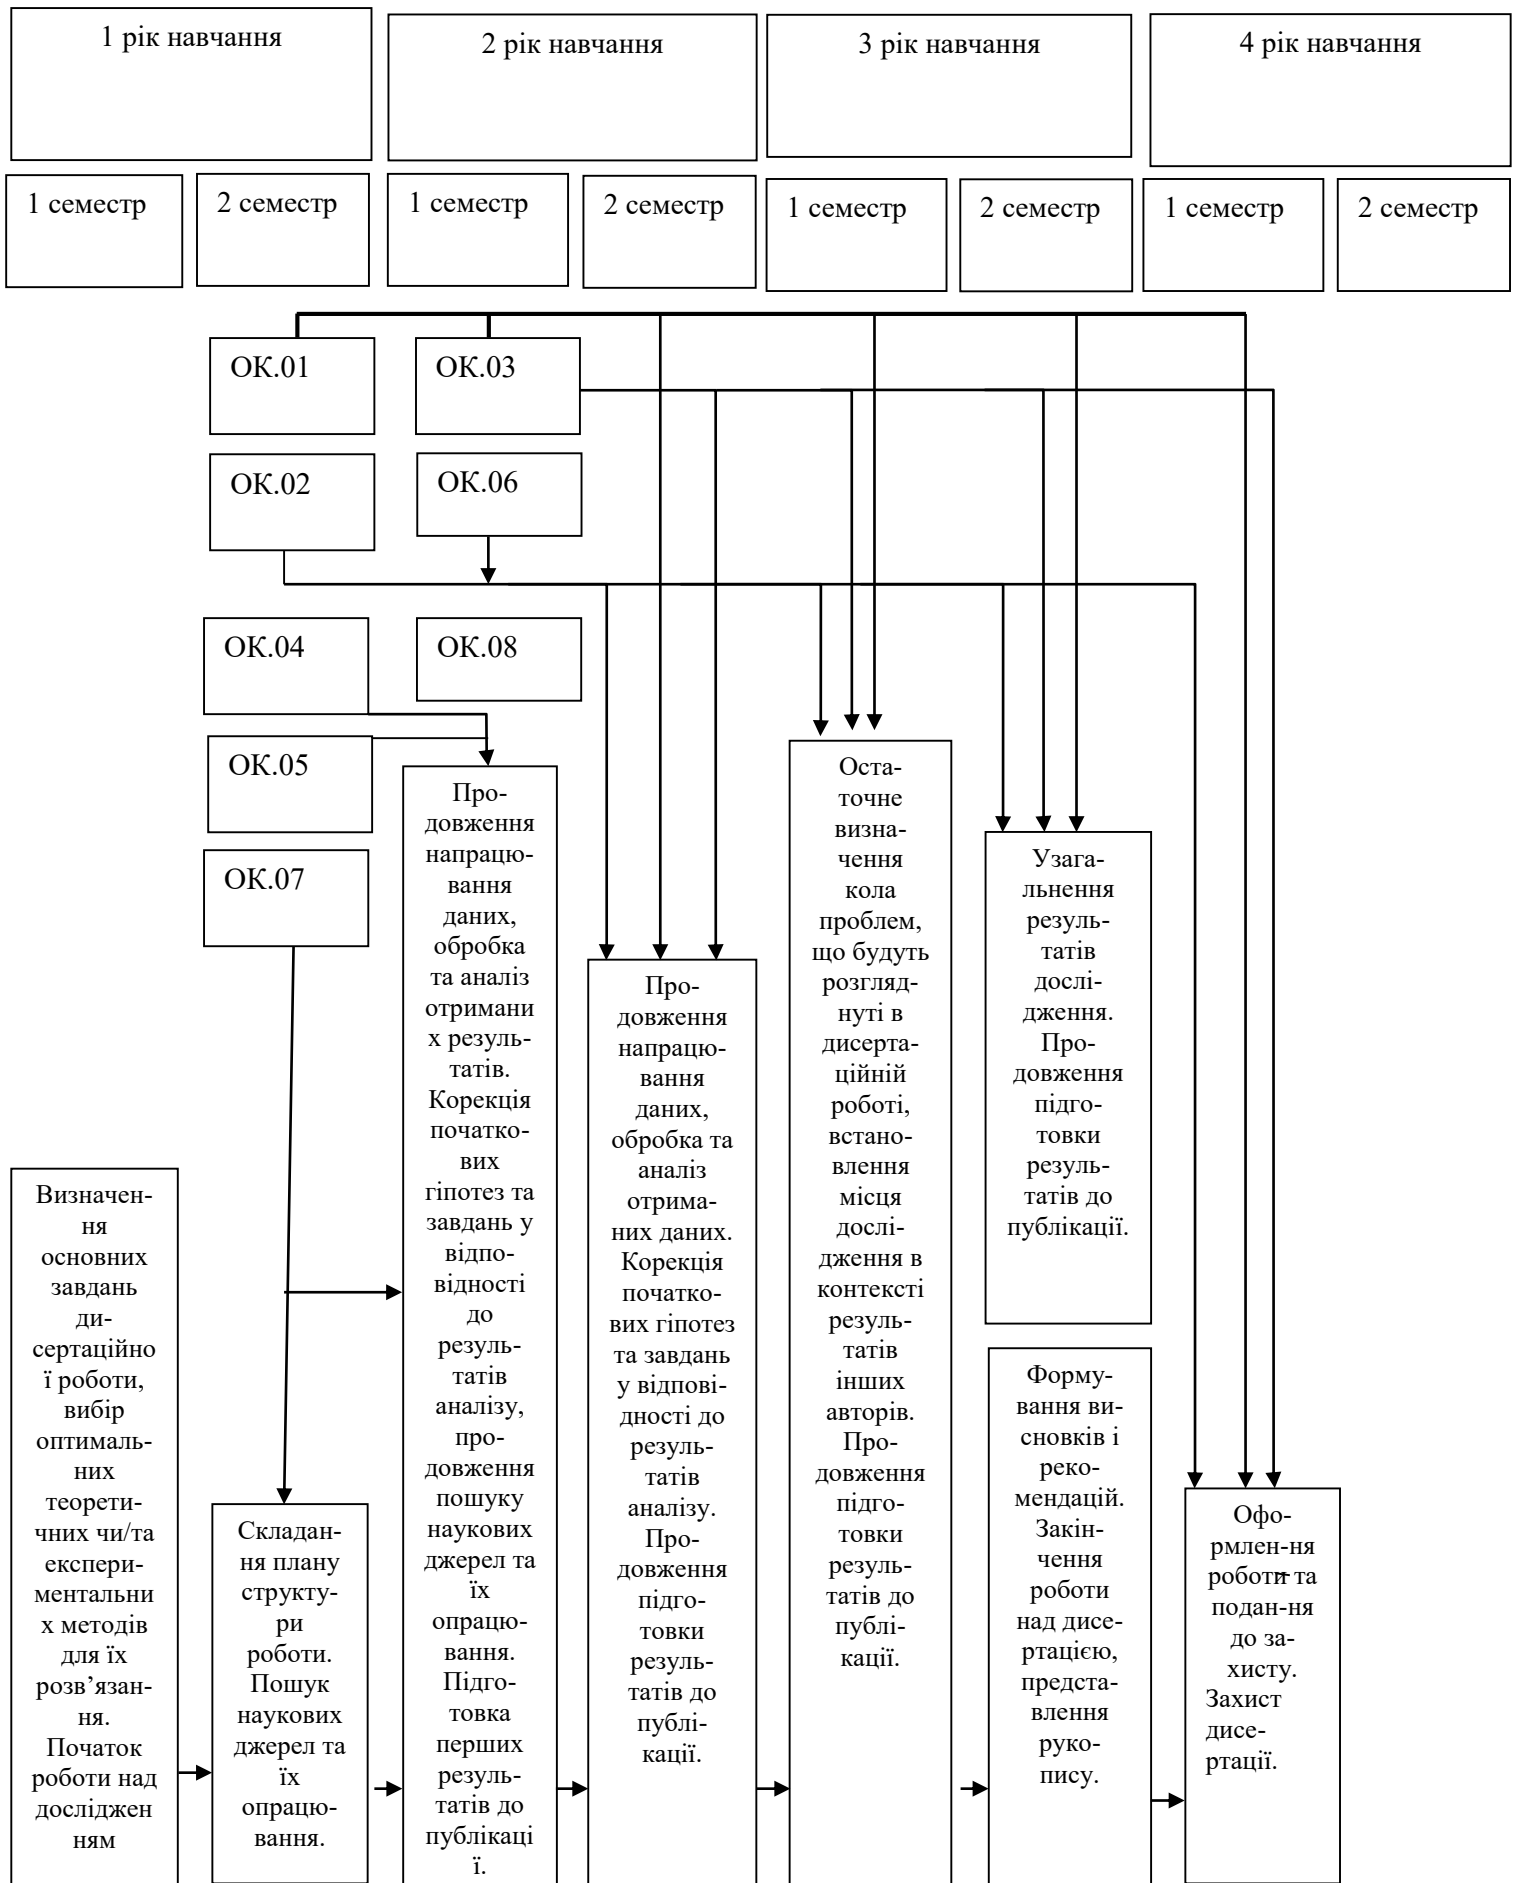 1 рік навчання
2 рік навчання
3 рік навчання
4 рік навчання
1 семестр
2 семестр
1 семестр
2 семестр
1 семестр
2 семестр
1 семестр
2 семестр
ОК.01
ОК.03
ОК.02
ОК.06
ОК.04
ОК.08
ОК.05
ОК.07
Визначен-
ня
основних
завдань
ди-
сертаційно
ї роботи,
вибір
оптималь-
них
теорети-
чних чи/та
експери-
ментальни
х методів
для їх
розв’язан-
ня.
Початок
роботи над
дослiджен
ням
Складан-
ня плану
структу-
ри
роботи.
Пошук
наукових
джерел та
їх
опрацю-
вання.
Про-
довження
напрацю-
вання
даних,
обробка
та аналіз
отримани
х резуль-
татів.
Корекція
початко-
вих
гіпотез та
завдань у
відпо-
відності
до
резуль-
татів
аналізу,
про-
довження
пошуку
наукових
джерел та
їх
опрацю-
вання.
Підго-
товка
перших
резуль-
татів до
публікаці
ї.
Про-
довження
напрацю-
вання
даних,
обробка та
аналіз
отрима-
них даних.
Корекція
початко-
вих гіпотез
та завдань
у відпові-
дності до
резуль-
татів
аналізу.
Про-
довження
підго-
товки
резуль-
татів до
публі-
кації.
Оста-
точне
визна-
чення
кола
проблем,
що будуть
розгляд-
нуті в
дисерта-
ційній
роботі,
встано-
влення
місця
дослі-
дження в
контексті
резуль-
татів
інших
авторів.
Про-
довження
підго-
товки
резуль-
татів до
публі-
кації.
Узага-
льнення
резуль-
татів
дослі-
дження.
Про-
довження
підго-
товки
резуль-
татів до
публікації.
Форму-
вання ви-
сновків і
реко-
мендацій.
Закін-
чення
роботи
над дисе-
ртацією,
предста-
влення
руко-
пису.
Офо-
рмлен-ня
роботи та
подан-ня
до за-
хисту.
Захист
дисе-
ртації.